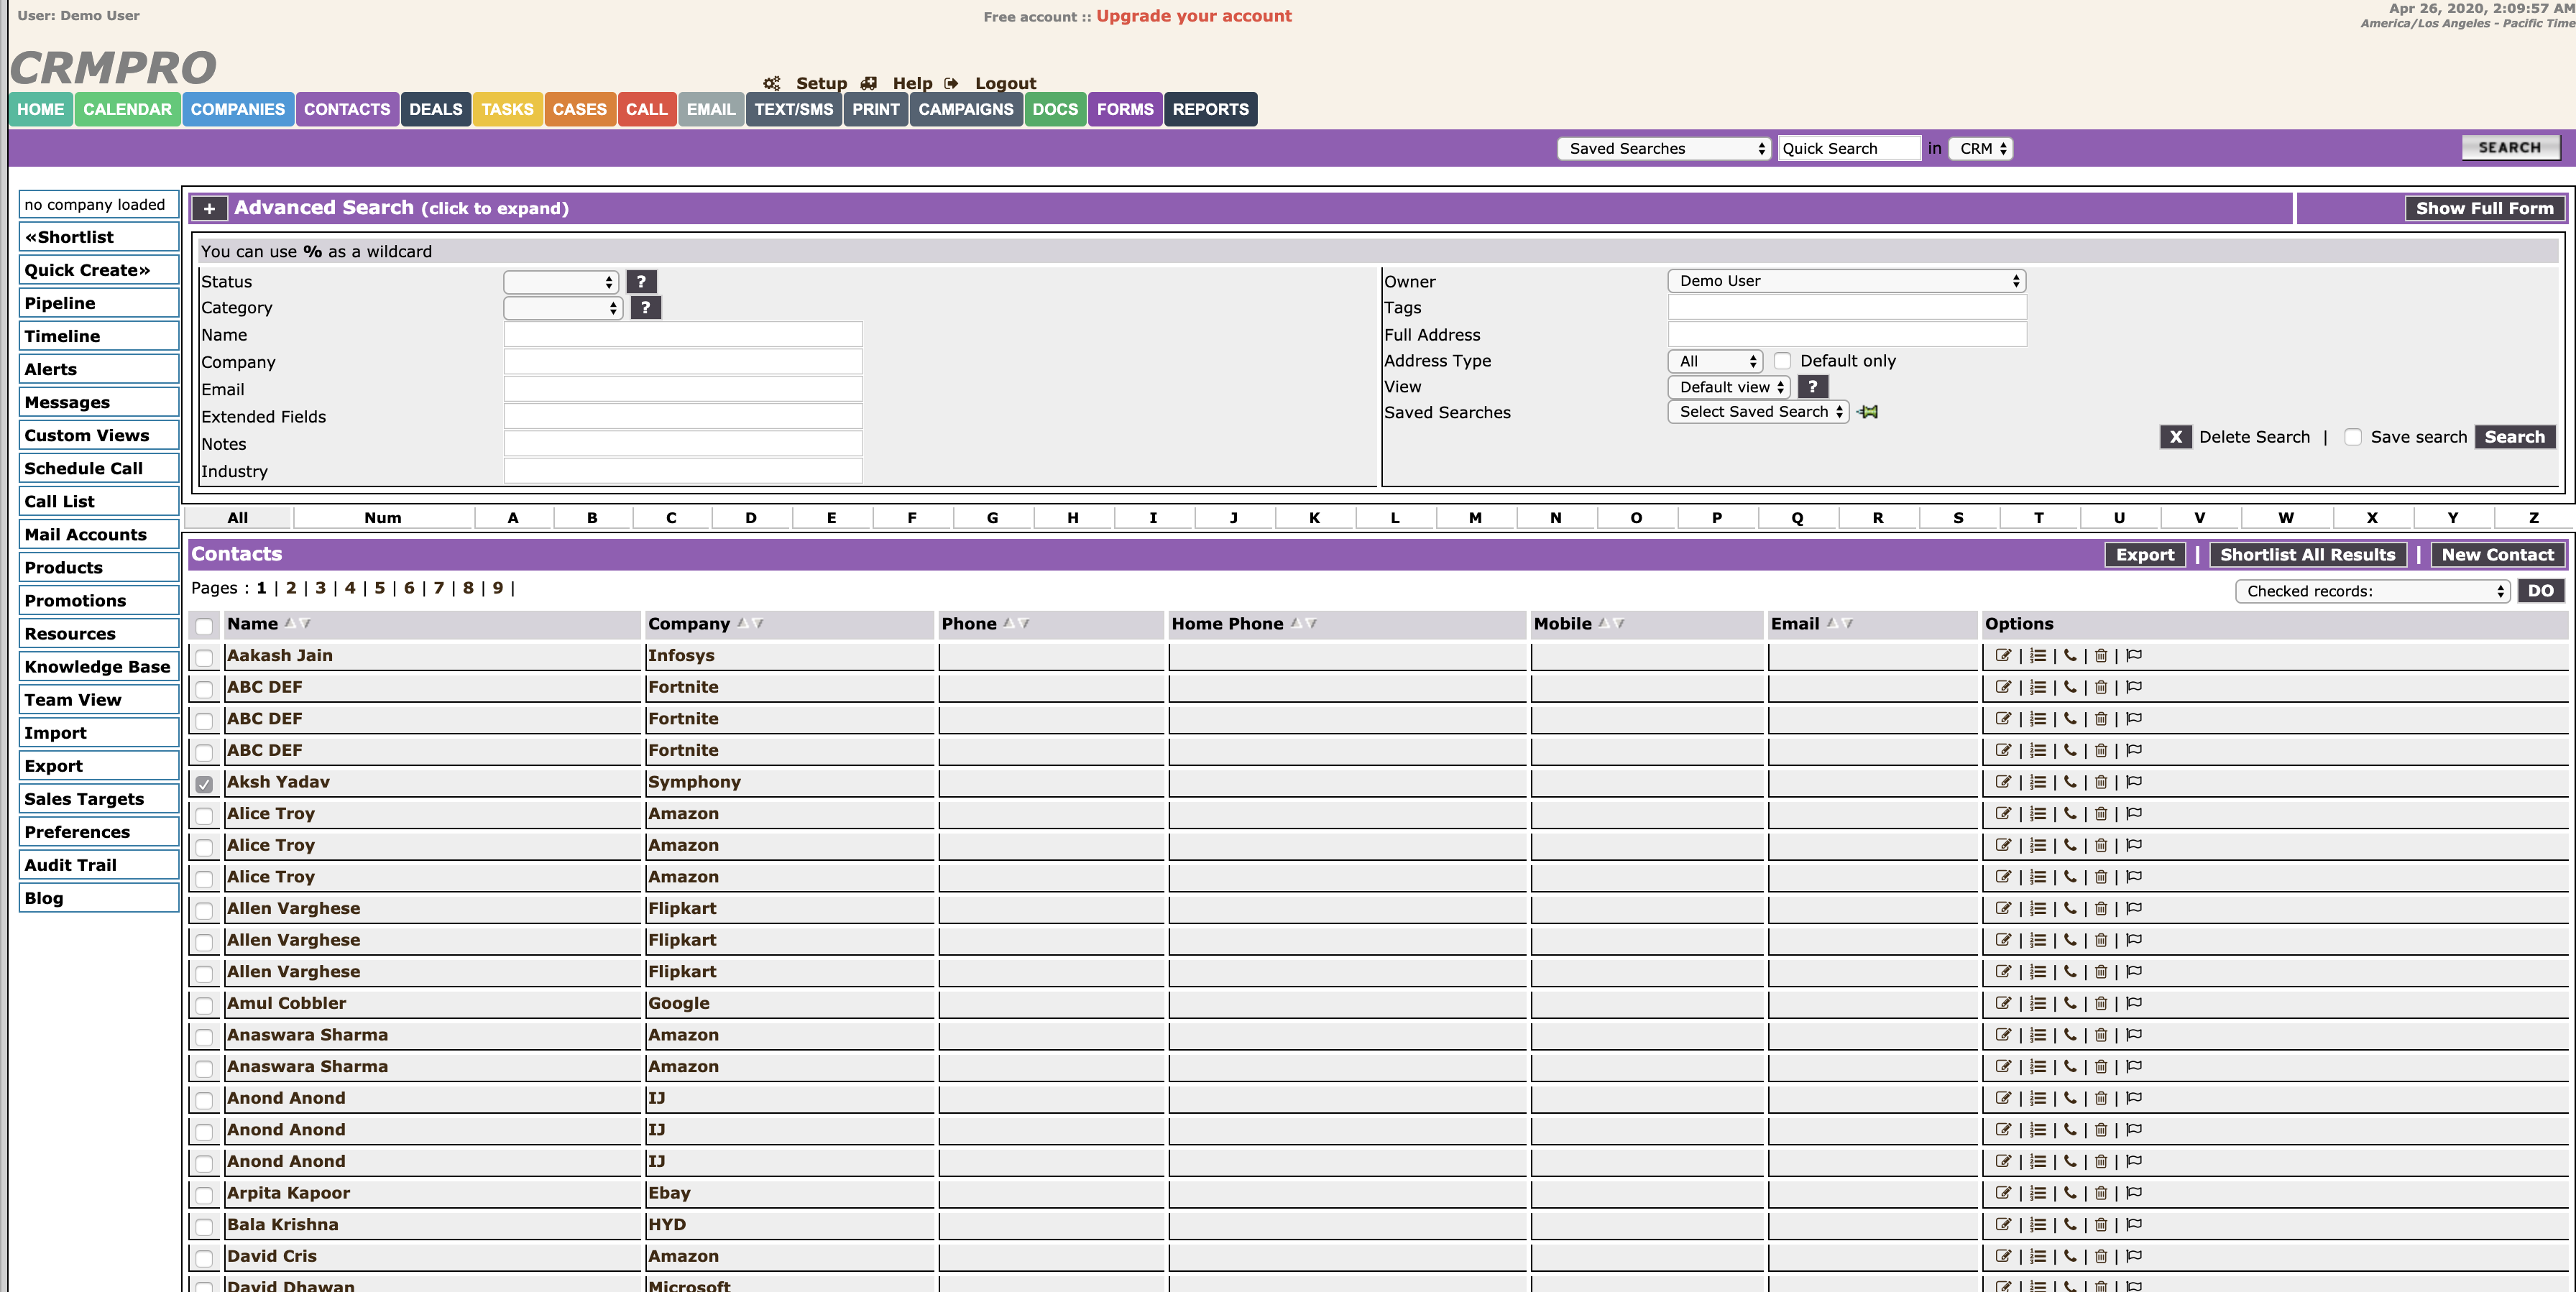 User: Demo User
Free account :: Upgrade your account
Apr 26, 2020, 2:09:57 AM
America/Los Angeles - Pacific Time
CRMPRO
Setup Help Logout
HOME CALENDAR COMPANIES CONTACTS DEALS TASKS CASES CALL EMAIL TEXT/SMS PRINT CAMPAIGNS DOCS FORMS REPORTS
Saved Searches Quick Search in CRM SEARCH
no company loaded
«Shortlist
Quick Create»
Pipeline
Timeline
Alerts
Messages
Custom Views
Schedule Call
Call List
Mail Accounts
Products
Promotions
Resources
Knowledge Base
Team View
Import
Export
Sales Targets
Preferences
Audit Trail
Blog
+ Advanced Search (click to expand) Show Full Form
You can use % as a wildcard
Status ?
Category ?
Name
Company
Email
Extended Fields
Notes
Industry
Owner Demo User
Tags
Full Address
Address Type All Default only
View Default view ?
Saved Searches Select Saved Search
X Delete Search | Save search Search
All Num A B C D E F G H I J K L M N O P Q R S T U V W X Y Z
Contacts Export | Shortlist All Results | New Contact
Pages : 1 | 2 | 3 | 4 | 5 | 6 | 7 | 8 | 9 |
Checked records: DO
Name Company Phone Home Phone Mobile Email Options
Aakash Jain Infosys | | | |
ABC DEF Fortnite | | | |
ABC DEF Fortnite | | | |
ABC DEF Fortnite | | | |
Aksh Yadav Symphony | | | |
Alice Troy Amazon | | | |
Alice Troy Amazon | | | |
Alice Troy Amazon | | | |
Allen Varghese Flipkart | | | |
Allen Varghese Flipkart | | | |
Allen Varghese Flipkart | | | |
Amul Cobbler Google | | | |
Anaswara Sharma Amazon | | | |
Anaswara Sharma Amazon | | | |
Anond Anond IJ | | | |
Anond Anond IJ | | | |
Anond Anond IJ | | | |
Arpita Kapoor Ebay | | | |
Bala Krishna HYD | | | |
David Cris Amazon | | | |
David Dhawan Microsoft | | | |